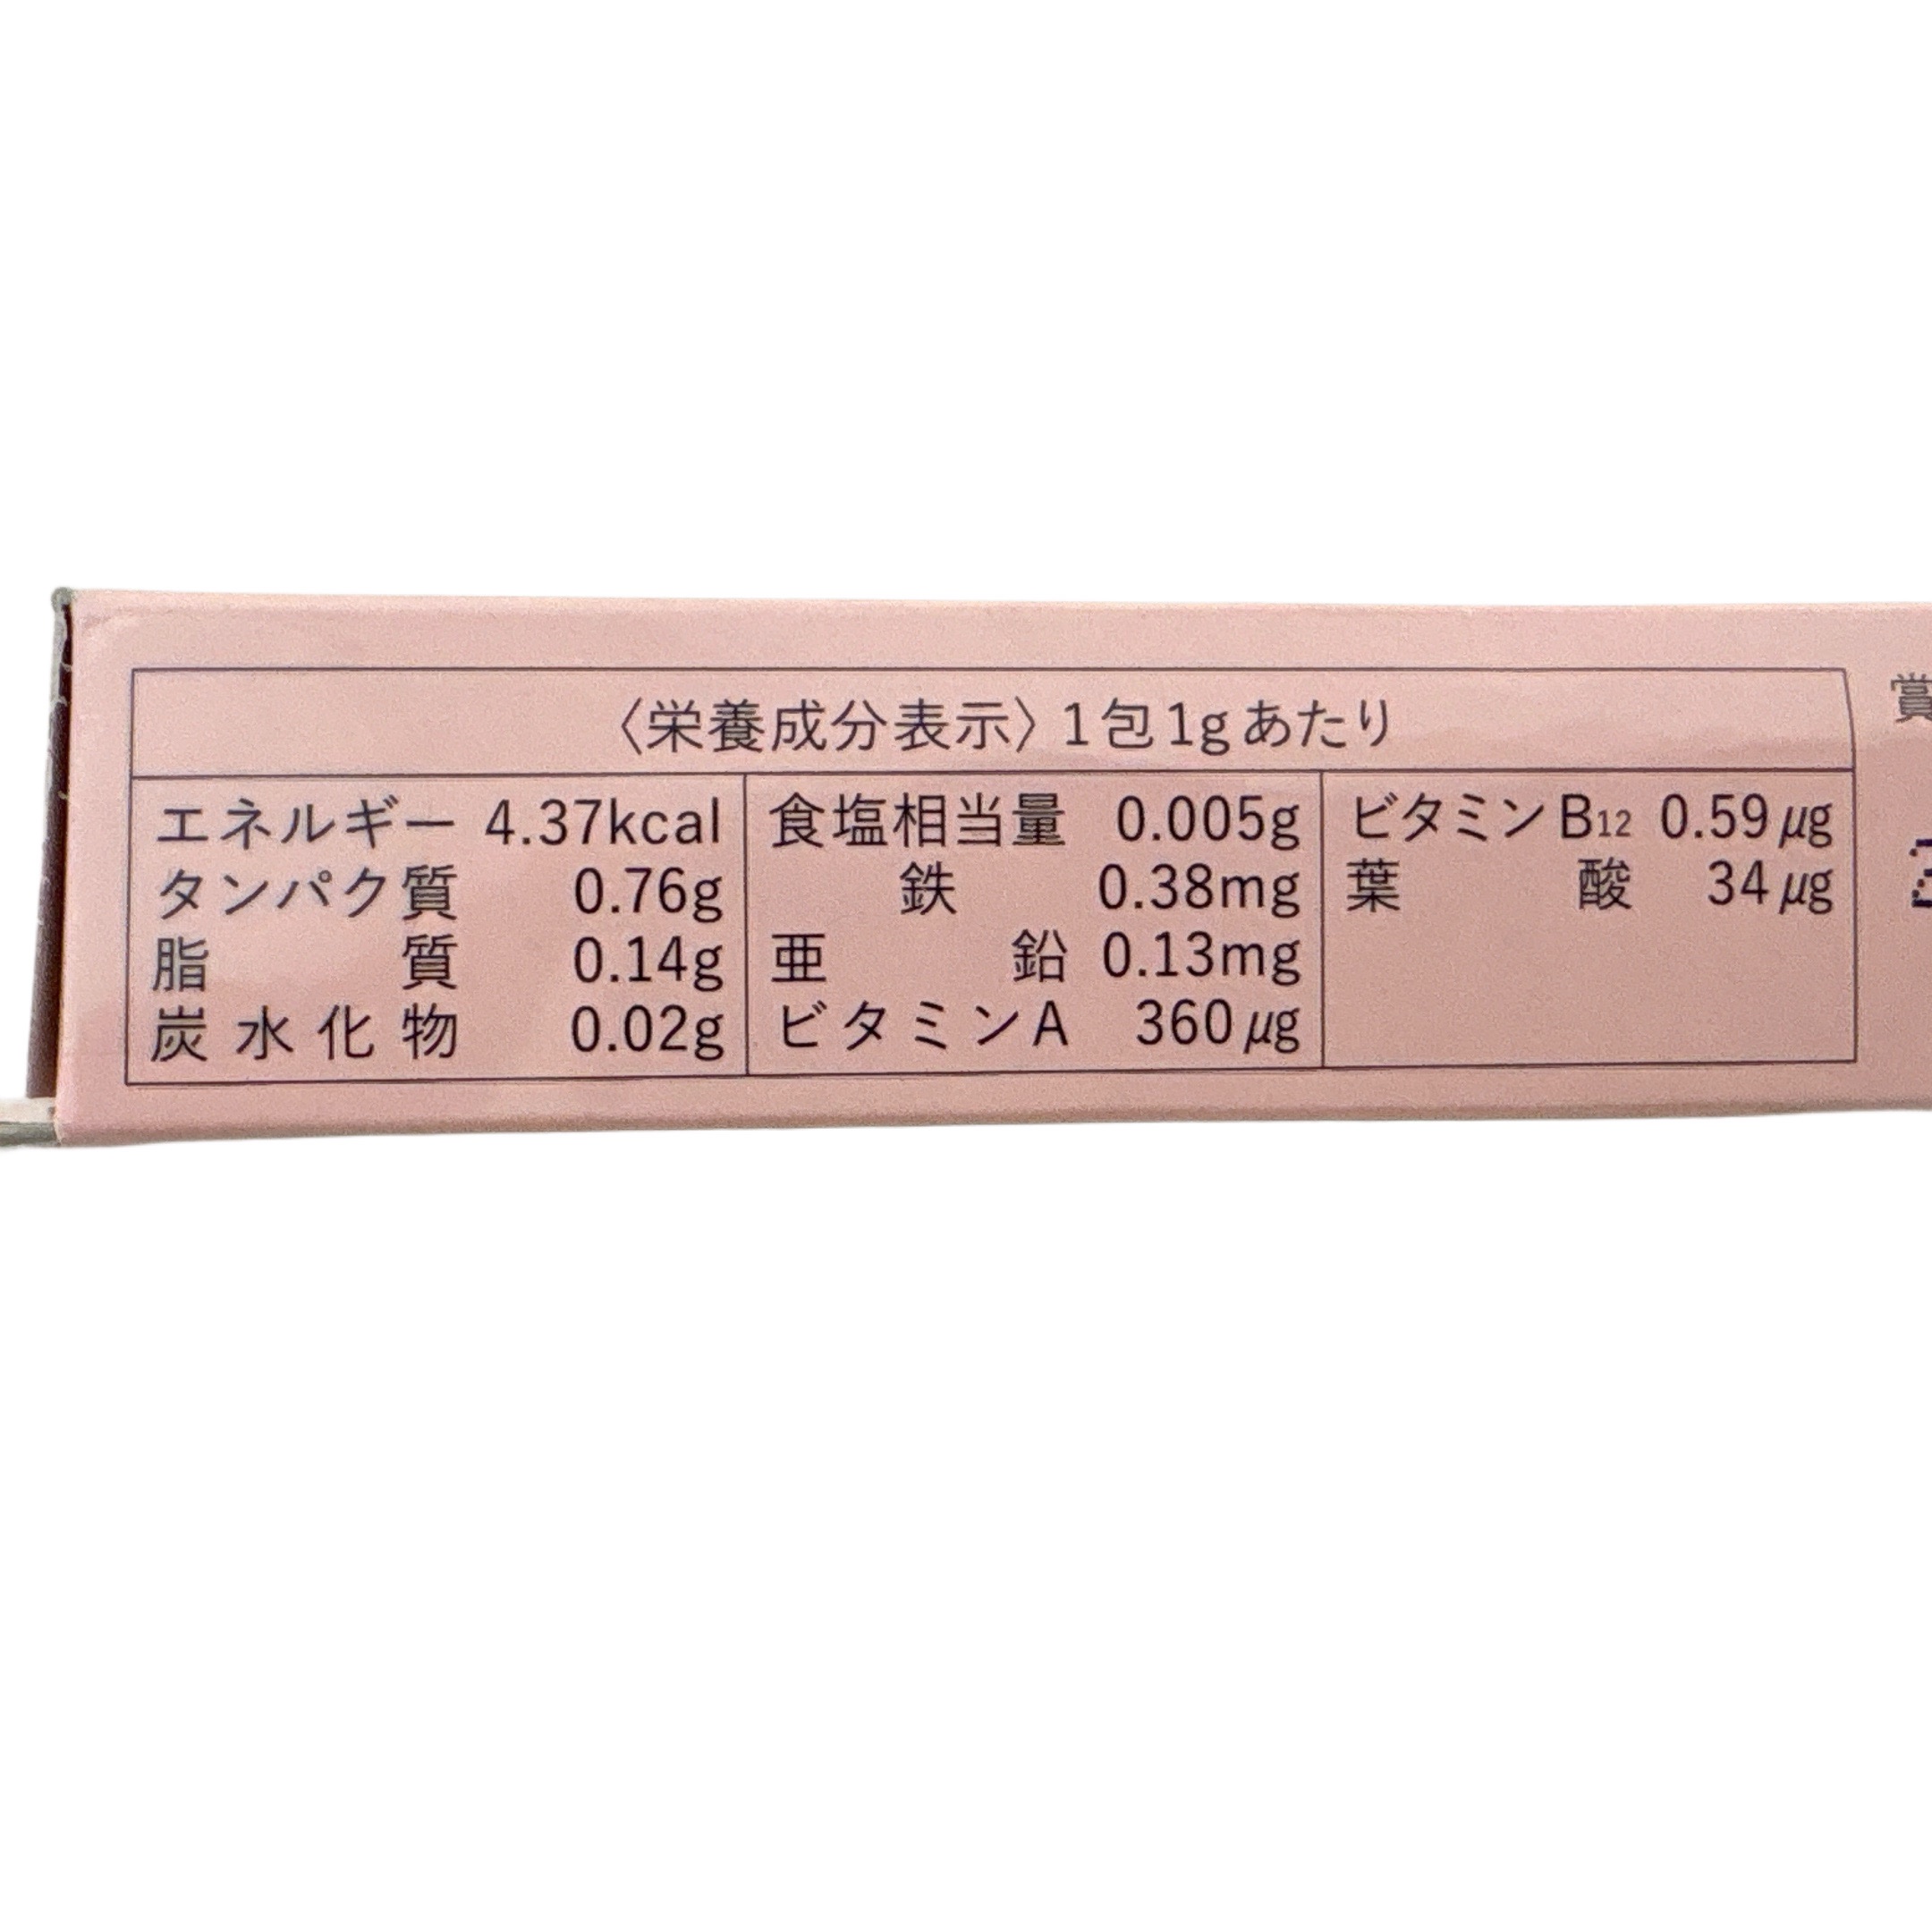 〈栄養成分表示〉1包1gあたり
エネルギー 4.37kcal
タンパク質 0.76g
脂質 0.14g
炭水化物 0.02g
食塩相当量 0.005g
鉄 0.38mg
亜鉛 0.13mg
ビタミンA 360μg
ビタミンB12 0.59μg
葉酸 34μg
賞